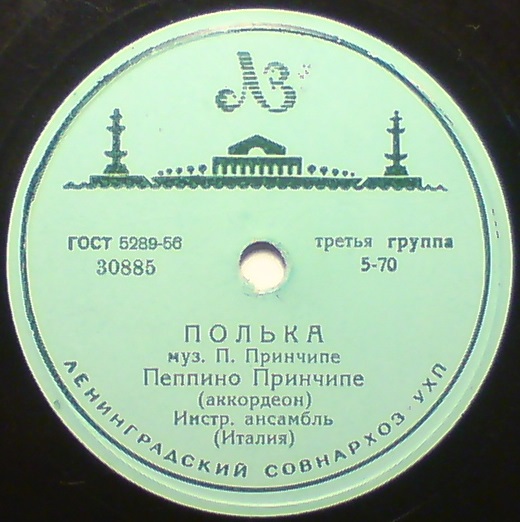 ЛЗ
ГОСТ 5289-56
30885
третья группа
5-70
ПОЛЬКА
муз. П. Принчипе
Пеппино Принчипе
(аккордеон)
Инстр. ансамбль
(Италия)
ЛЕНИНГРАДСКИЙ СОВНАРХОЗ·УХП